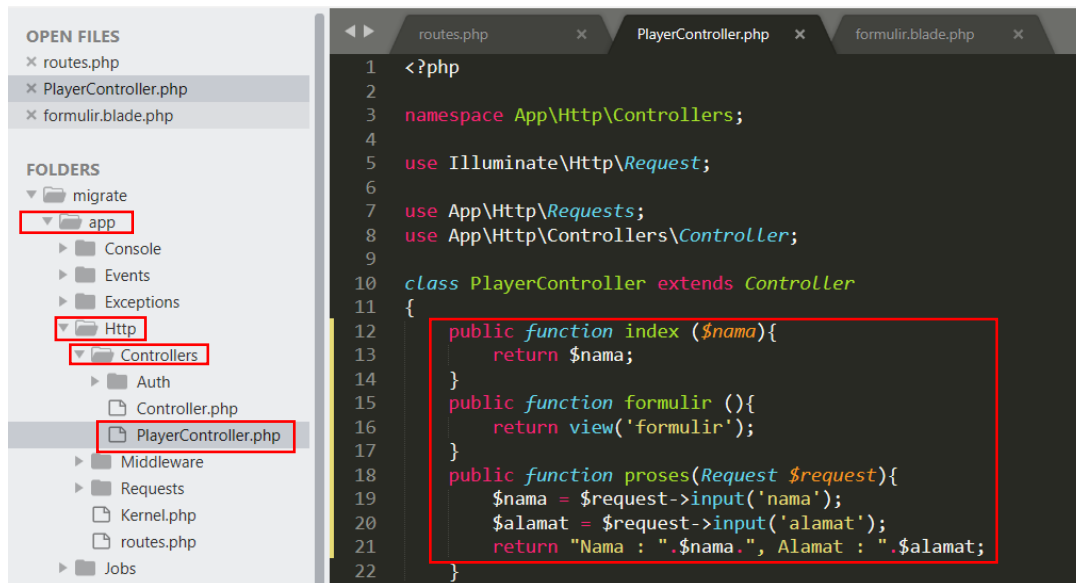 OPEN FILES
× routes.php
× PlayerController.php
× formulir.blade.php
FOLDERS
migrate
app
Console
Events
Exceptions
Http
Controllers
Auth
Controller.php
PlayerController.php
Middleware
Requests
Kernel.php
routes.php
Jobs
routes.php × PlayerController.php × formulir.blade.php ×
1 <?php
2
3 namespace App\Http\Controllers;
4
5 use Illuminate\Http\Request;
6
7 use App\Http\Requests;
8 use App\Http\Controllers\Controller;
9
10 class PlayerController extends Controller
11 {
12     public function index ($nama){
13         return $nama;
14     }
15     public function formulir (){
16         return view('formulir');
17     }
18     public function proses(Request $request){
19         $nama = $request->input('nama');
20         $alamat = $request->input('alamat');
21         return "Nama : ".$nama.", Alamat : ".$alamat;
22     }